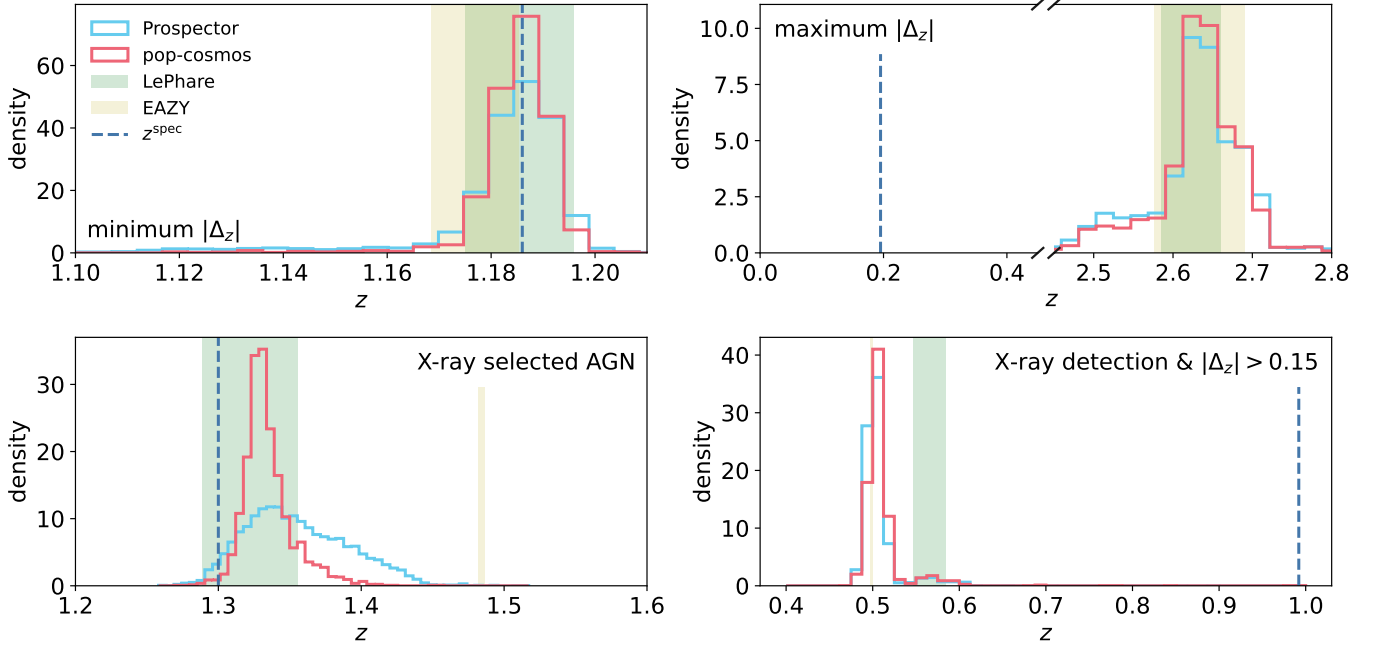 Prospector
pop-cosmos
LePhare
EAZY
z^spec
minimum |Δ_z|
density
0
20
40
60
1.10 1.12 1.14 1.16 1.18 1.20
z
maximum |Δ_z|
density
10.0
7.5
5.0
2.5
0.0
0.0 0.2 0.4 2.5 2.6 2.7 2.8
z
X-ray selected AGN
density
30
20
10
0
1.2 1.3 1.4 1.5 1.6
z
X-ray detection & |Δ_z| > 0.15
density
40
30
20
10
0
0.4 0.5 0.6 0.7 0.8 0.9 1.0
z